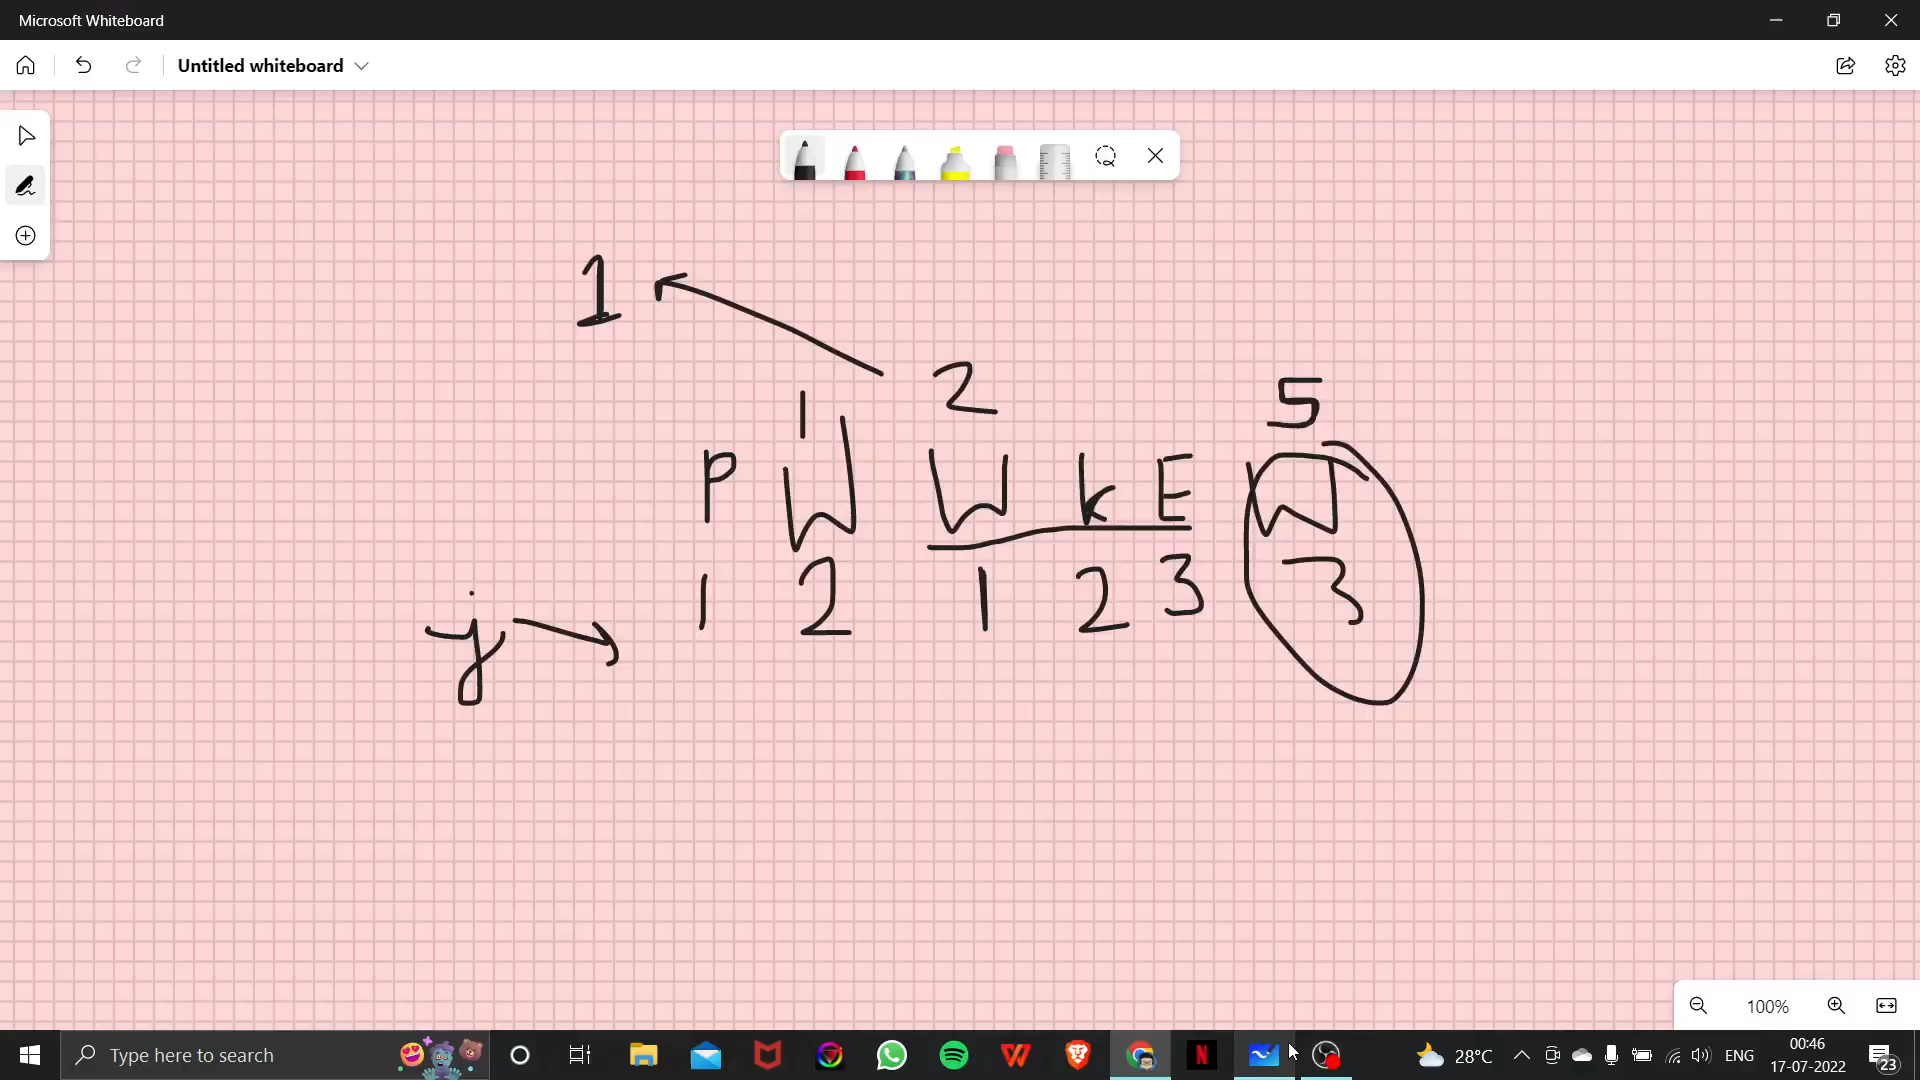 Microsoft Whiteboard
Untitled whiteboard
1
1 2 5
P W W k E W
1 2 1 2 3 3
j
100%
Type here to search
28°C
ENG
00:46
17-07-2022
23